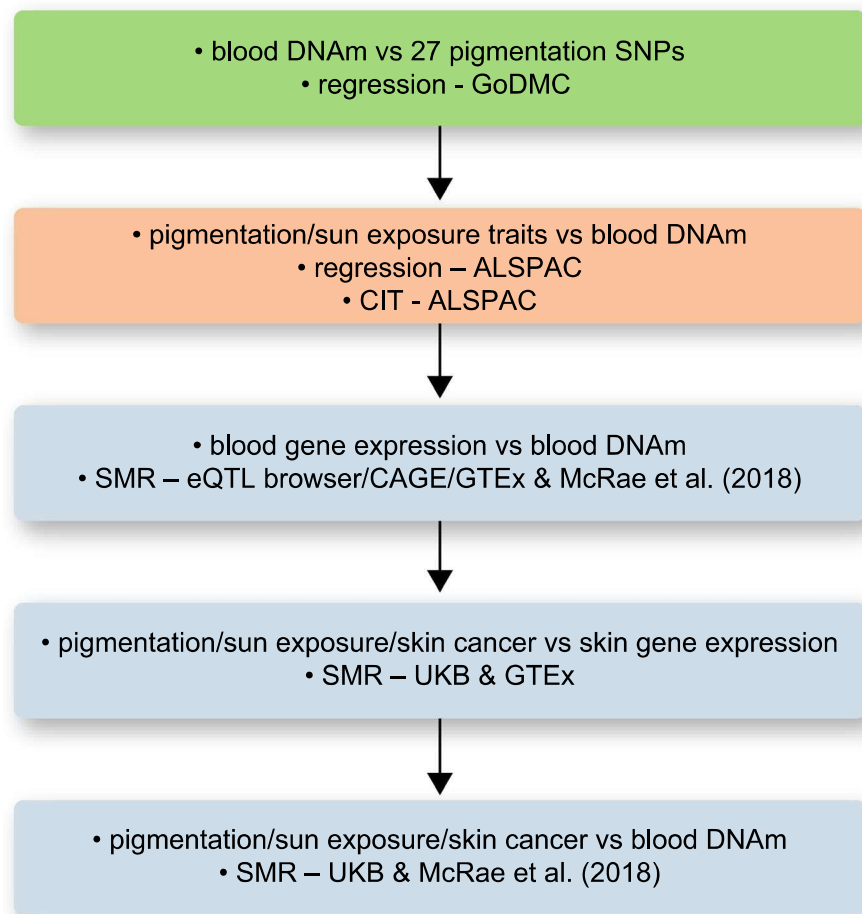 • blood DNAm vs 27 pigmentation SNPs
• regression - GoDMC
• pigmentation/sun exposure traits vs blood DNAm
• regression – ALSPAC
• CIT - ALSPAC
• blood gene expression vs blood DNAm
• SMR – eQTL browser/CAGE/GTEx & McRae et al. (2018)
• pigmentation/sun exposure/skin cancer vs skin gene expression
• SMR – UKB & GTEx
• pigmentation/sun exposure/skin cancer vs blood DNAm
• SMR – UKB & McRae et al. (2018)